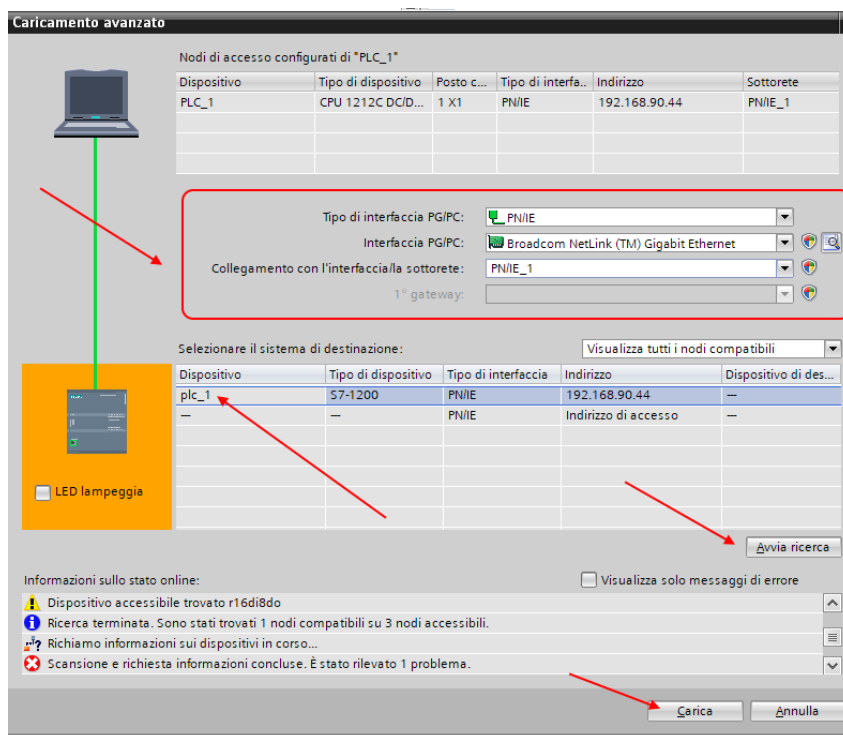 Caricamento avanzato
Nodi di accesso configurati di "PLC_1"
Dispositivo Tipo di dispositivo Posto c... Tipo di interfa.. Indirizzo Sottorete
PLC_1 CPU 1212C DC/D... 1 X1 PN/IE 192.168.90.44 PN/IE_1
Tipo di interfaccia PG/PC: PN/IE
Interfaccia PG/PC: Broadcom NetLink (TM) Gigabit Ethernet
Collegamento con l'interfaccia/la sottorete: PN/IE_1
1° gateway:
Selezionare il sistema di destinazione: Visualizza tutti i nodi compatibili
Dispositivo Tipo di dispositivo Tipo di interfaccia Indirizzo Dispositivo di des...
plc_1 S7-1200 PN/IE 192.168.90.44 —
— — PN/IE Indirizzo di accesso —
LED lampeggia
Avvia ricerca
Informazioni sullo stato online: Visualizza solo messaggi di errore
Dispositivo accessibile trovato r16di8do
Ricerca terminata. Sono stati trovati 1 nodi compatibili su 3 nodi accessibili.
Richiamo informazioni sui dispositivi in corso...
Scansione e richiesta informazioni concluse. È stato rilevato 1 problema.
Carica Annulla